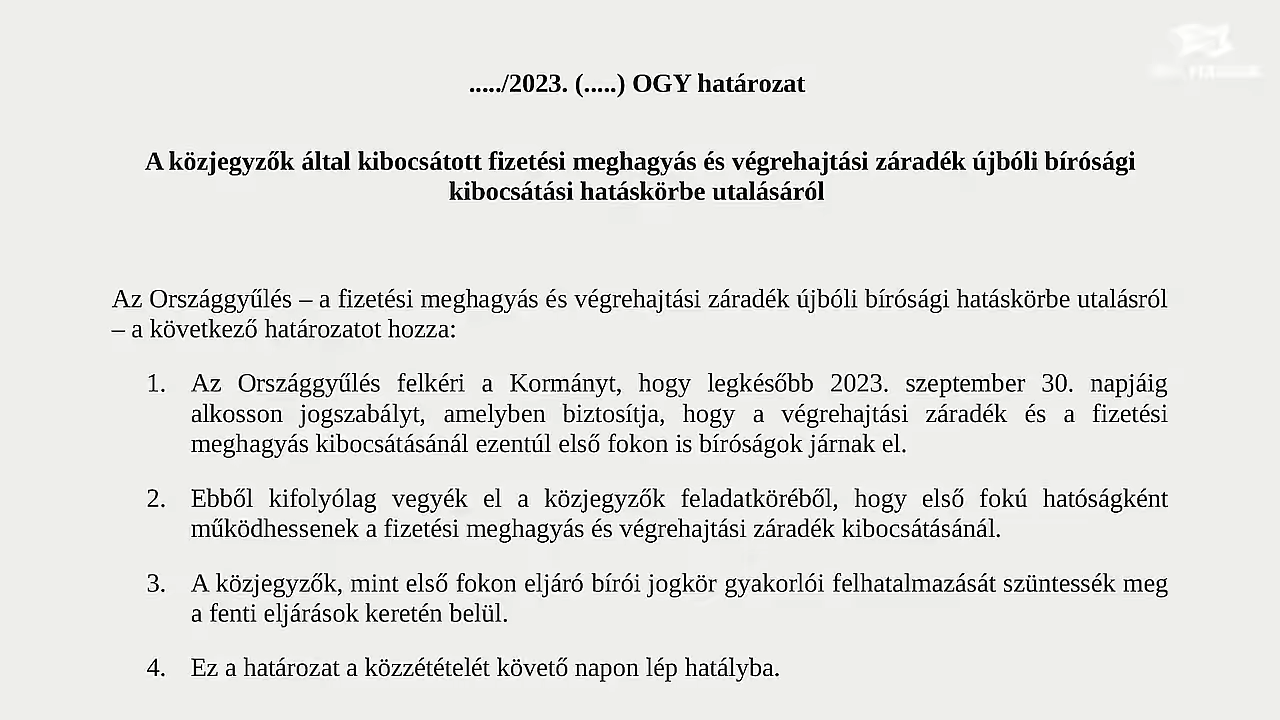 ...../2023. (.....) OGY határozat
A közjegyzők által kibocsátott fizetési meghagyás és végrehajtási záradék újbóli bírósági
kibocsátási hatáskörbe utalásáról
Az Országgyűlés – a fizetési meghagyás és végrehajtási záradék újbóli bírósági hatáskörbe utalásról
– a következő határozatot hozza:
1. Az Országgyűlés felkéri a Kormányt, hogy legkésőbb 2023. szeptember 30. napjáig
alkosson jogszabályt, amelyben biztosítja, hogy a végrehajtási záradék és a fizetési
meghagyás kibocsátásánál ezentúl első fokon is bíróságok járnak el.
2. Ebből kifolyólag vegyék el a közjegyzők feladatköréből, hogy első fokú hatóságként
működhessenek a fizetési meghagyás és végrehajtási záradék kibocsátásánál.
3. A közjegyzők, mint első fokon eljáró bírói jogkör gyakorlói felhatalmazását szüntessék meg
a fenti eljárások keretén belül.
4. Ez a határozat a közzétételét követő napon lép hatályba.